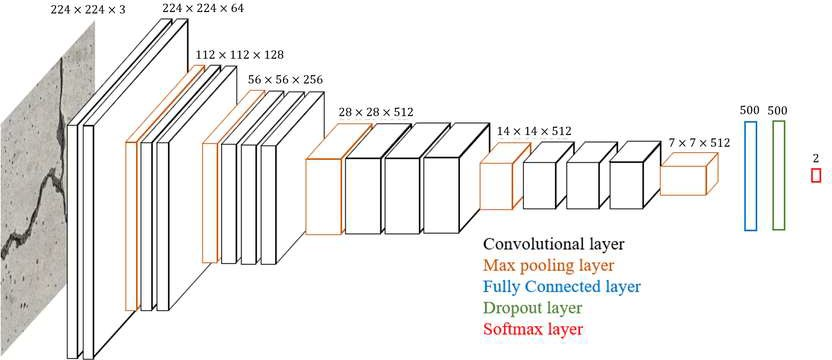 224 × 224 × 3
224 × 224 × 64
112 × 112 × 128
56 × 56 × 256
28 × 28 × 512
14 × 14 × 512
7 × 7 × 512
500
500
2
Convolutional layer
Max pooling layer
Fully Connected layer
Dropout layer
Softmax layer